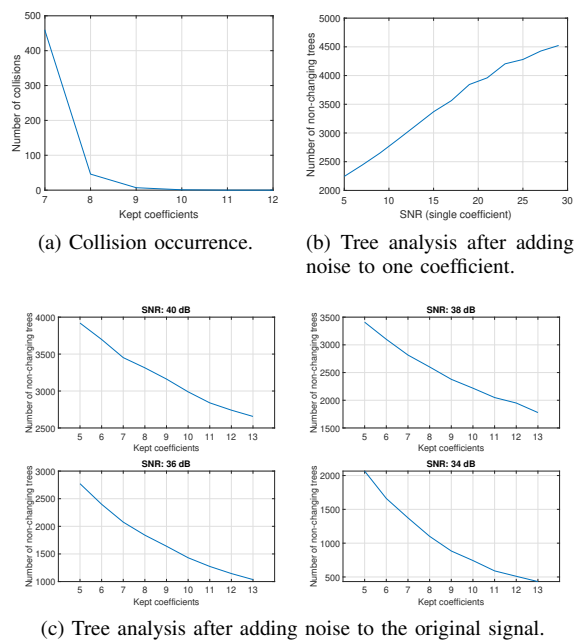 500
400
300
200
100
0
Number of collisions
7 8 9 10 11 12
Kept coefficients
(a) Collision occurrence.
5000
4500
4000
3500
3000
2500
2000
Number of non-changing trees
5 10 15 20 25 30
SNR (single coefficient)
(b) Tree analysis after adding
noise to one coefficient.
SNR: 40 dB
4000
3500
3000
2500
Number of non-changing trees
5 6 7 8 9 10 11 12 13
Kept coefficients
SNR: 38 dB
3500
3000
2500
2000
1500
Number of non-changing trees
5 6 7 8 9 10 11 12 13
Kept coefficients
SNR: 36 dB
3000
2500
2000
1500
1000
Number of non-changing trees
5 6 7 8 9 10 11 12 13
Kept coefficients
SNR: 34 dB
2000
1500
1000
500
Number of non-changing trees
5 6 7 8 9 10 11 12 13
Kept coefficients
(c) Tree analysis after adding noise to the original signal.